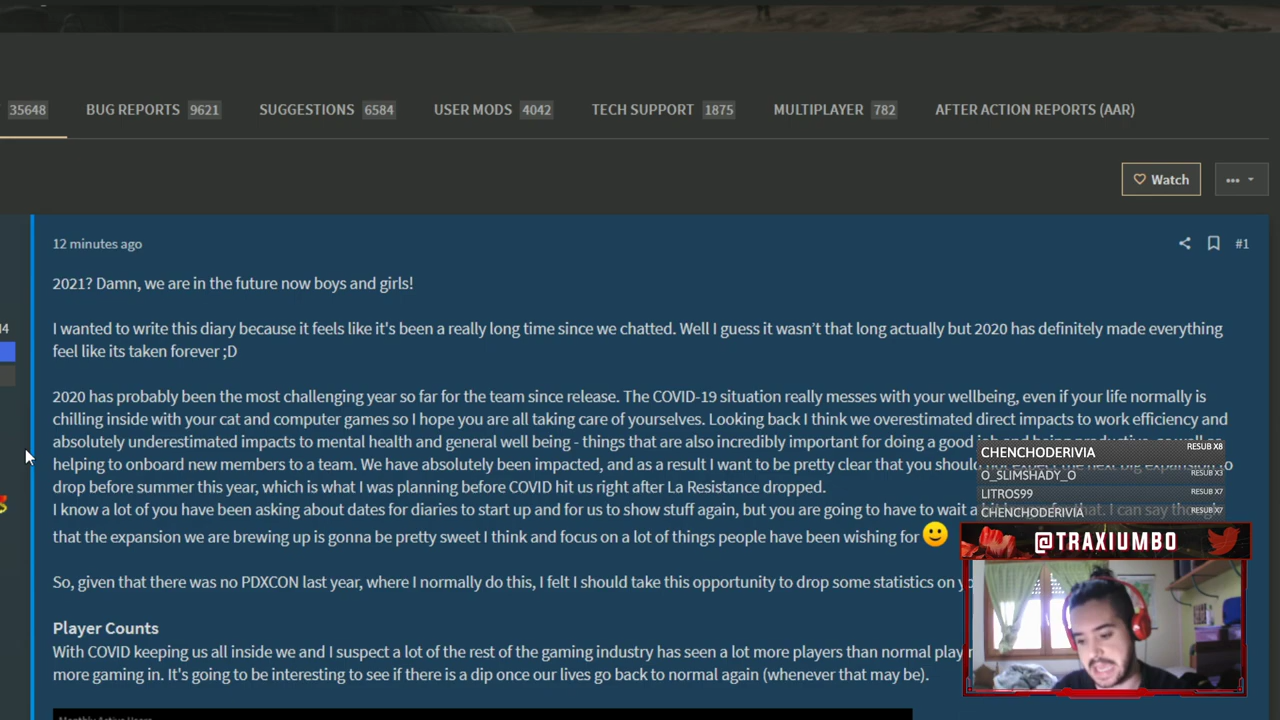 35648 BUG REPORTS 9621 SUGGESTIONS 6584 USER MODS 4042 TECH SUPPORT 1875 MULTIPLAYER 782 AFTER ACTION REPORTS (AAR)
Watch
12 minutes ago #1
2021? Damn, we are in the future now boys and girls!
I wanted to write this diary because it feels like it's been a really long time since we chatted. Well I guess it wasn’t that long actually but 2020 has definitely made everything
feel like its taken forever ;D
2020 has probably been the most challenging year so far for the team since release. The COVID-19 situation really messes with your wellbeing, even if your life normally is
chilling inside with your cat and computer games so I hope you are all taking care of yourselves. Looking back I think we overestimated direct impacts to work efficiency and
absolutely underestimated impacts to mental health and general well being - things that are also incredibly important for doing a good
helping to onboard new members to a team. We have absolutely been impacted, and as a result I want to be pretty clear that you should
drop before summer this year, which is what I was planning before COVID hit us right after La Resistance dropped.
I know a lot of you have been asking about dates for diaries to start up and for us to show stuff again, but you are going to have to wait a
that the expansion we are brewing up is gonna be pretty sweet I think and focus on a lot of things people have been wishing for
So, given that there was no PDXCON last year, where I normally do this, I felt I should take this opportunity to drop some statistics on
Player Counts
With COVID keeping us all inside we and I suspect a lot of the rest of the gaming industry has seen a lot more players than normal
more gaming in. It's going to be interesting to see if there is a dip once our lives go back to normal again (whenever that may be).
CHENCHODERIVIA RESUB X8
O_SLIMSHADY_O RESUB X3
LITROS99 RESUB X7
CHENCHODERIVIA RESUB X7
@TRAXIUMBO